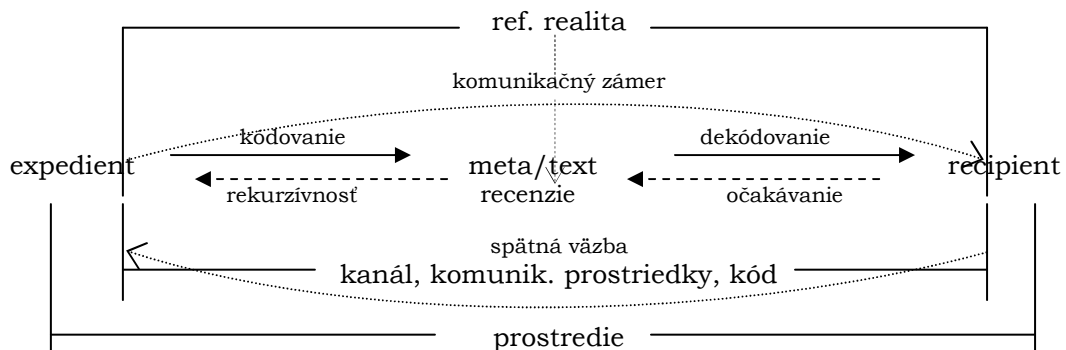 ref. realita
komunikačný zámer
kódovanie
dekódovanie
expedient
meta/text
recipient
recenzie
rekurzívnosť
očakávanie
spätná väzba
kanál, komunik. prostriedky, kód
prostredie